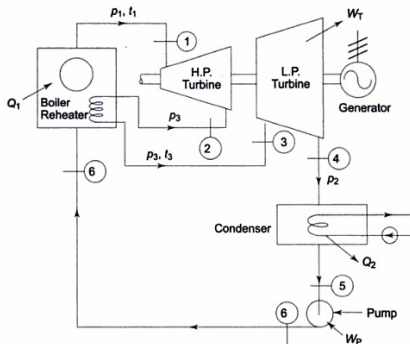 p1, t1
WT
1
H.P.
Turbine
L.P.
Turbine
Q1
Boiler
Reheater
Generator
p3
2
3
p3, t3
6
4
p2
Condenser
Q2
5
6
Pump
WP